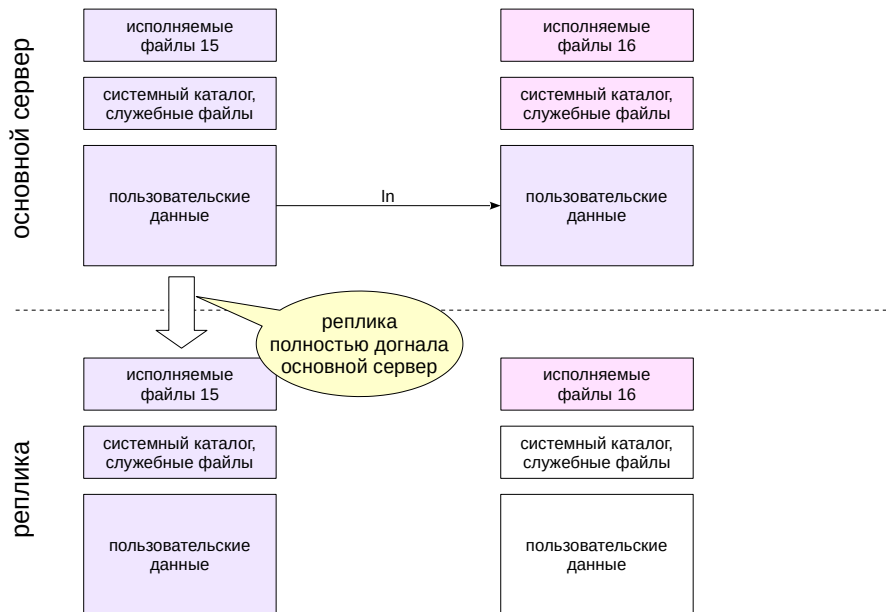 основной сервер
исполняемые
файлы 15
исполняемые
файлы 16
системный каталог,
служебные файлы
системный каталог,
служебные файлы
пользовательские
данные
ln
пользовательские
данные
реплика
полностью догнала
основной сервер
реплика
исполняемые
файлы 15
исполняемые
файлы 16
системный каталог,
служебные файлы
системный каталог,
служебные файлы
пользовательские
данные
пользовательские
данные